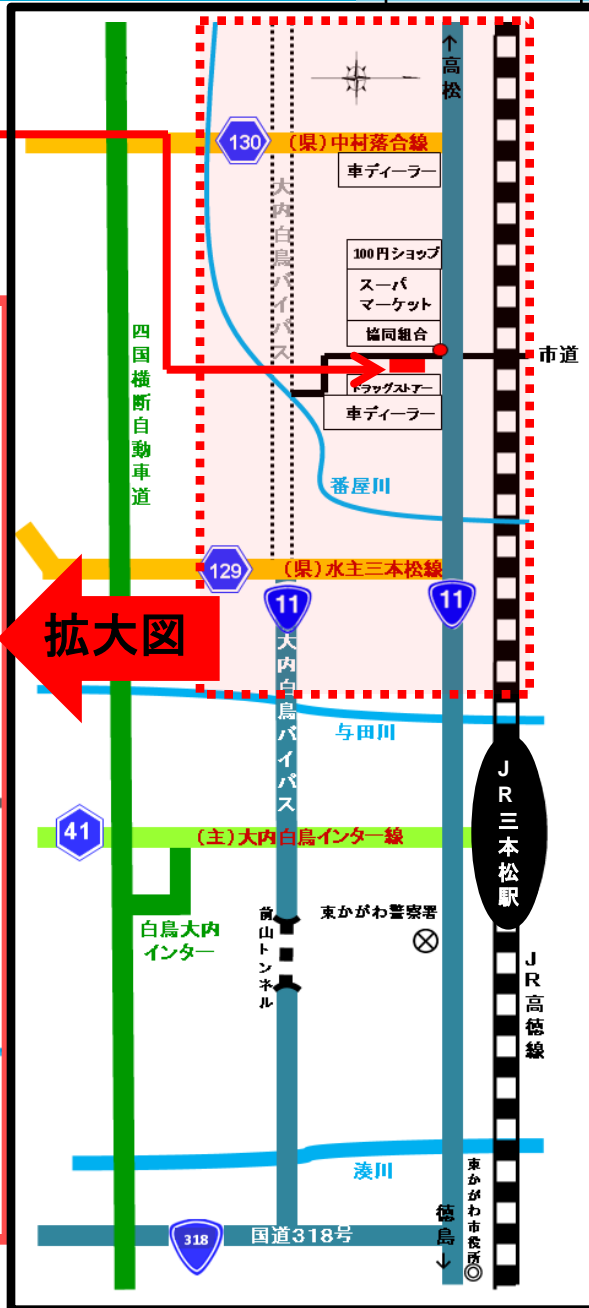 ↑高松
130
(県)中村落合線
車ディーラー
大内白鳥バイパス
100円ショップ
スーパ
マーケット
協同組合
市道
ドラッグストアー
車ディーラー
四国横断自動車道
番屋川
129
(県)水主三本松線
11
11
拡大図
大内白鳥バイパス
与田川
JR三本松駅
41
(主)大内白鳥インター線
白鳥大内
インター
前山トンネル
東かがわ警察署
JR高徳線
湊川
東かがわ市役所
徳島↓
318
国道318号